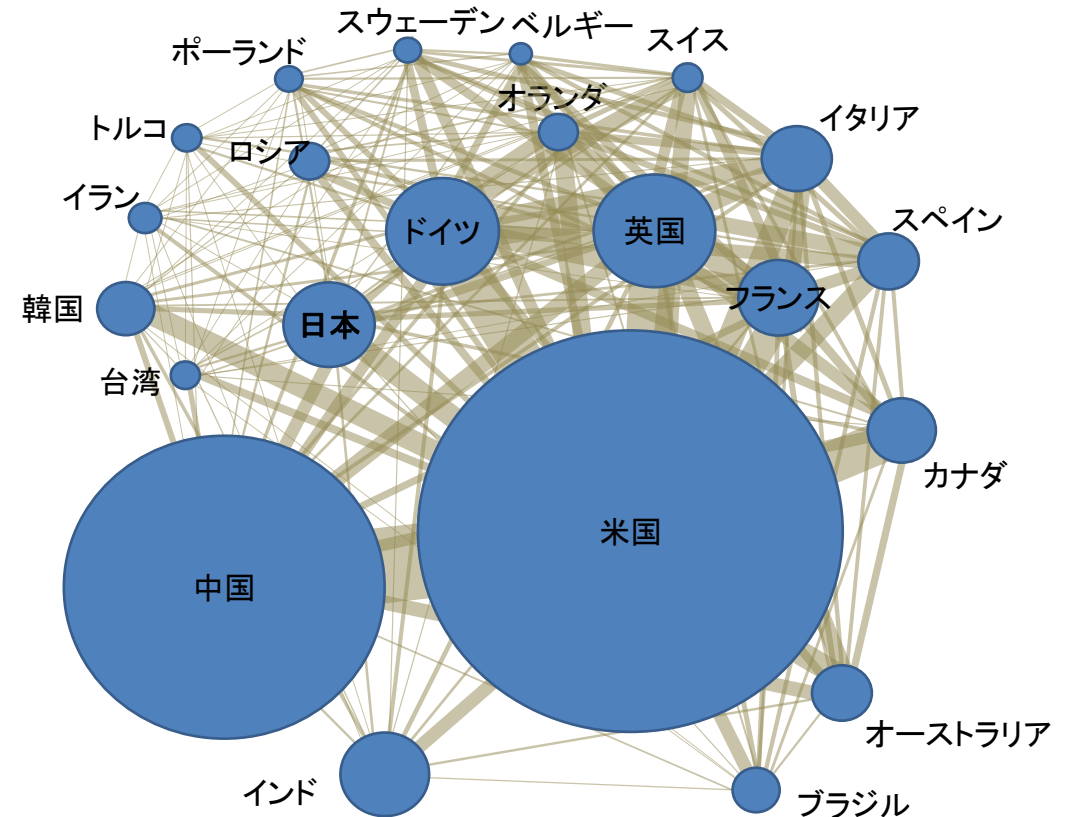 スウェーデン
ベルギー
スイス
ポーランド
オランダ
イタリア
トルコ
ロシア
イラン
スペイン
ドイツ
英国
韓国
日本
フランス
台湾
カナダ
米国
中国
オーストラリア
インド
ブラジル